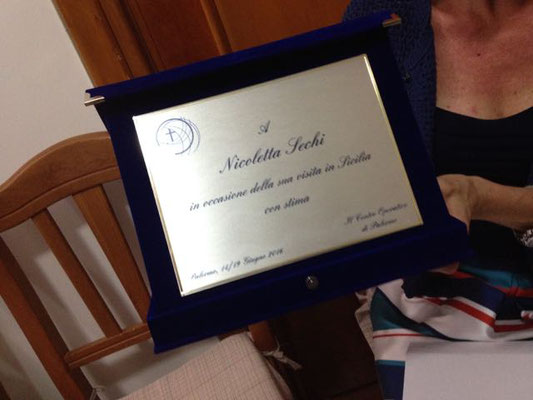 A
Nicoletta Sechi
in occasione della sua visita in Sicilia
con stima
Il Centro Operativo
di Palermo
Palermo, 16/19 Giugno 2016